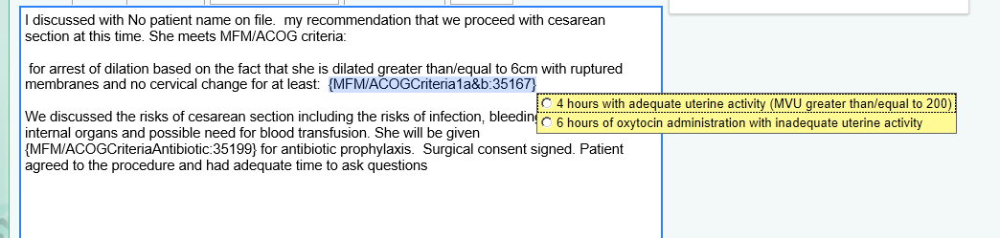 I discussed with No patient name on file.  my recommendation that we proceed with cesarean
section at this time. She meets MFM/ACOG criteria:
for arrest of dilation based on the fact that she is dilated greater than/equal to 6cm with ruptured
membranes and no cervical change for at least:  {MFM/ACOGCriteria1a&b:35167}
4 hours with adequate uterine activity (MVU greater than/equal to 200)
6 hours of oxytocin administration with inadequate uterine activity
We discussed the risks of cesarean section including the risks of infection,
internal organs and possible need for blood transfusion. She will be given
{MFM/ACOGCriteriaAntibiotic:35199} for antibiotic prophylaxis.  Surgical consent signed. Patient
agreed to the procedure and had adequate time to ask questions